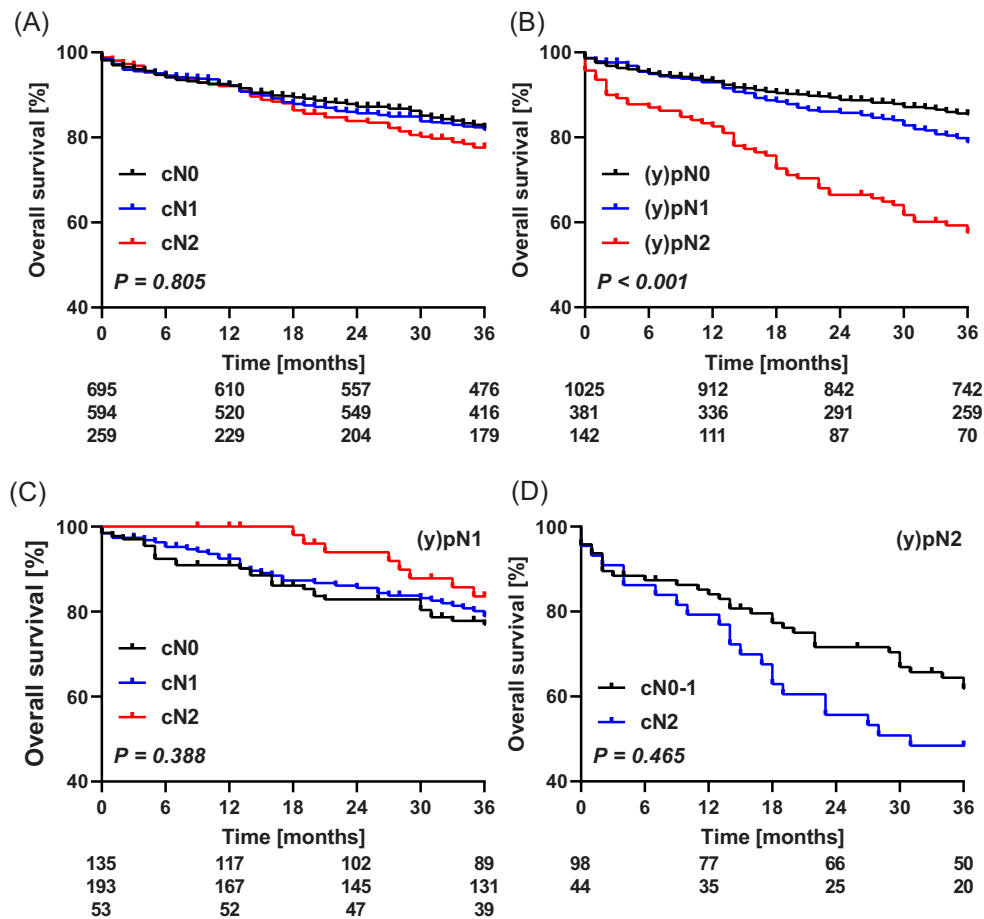 (A)
Overall survival [%]
100
80
60
40
cN0
cN1
cN2
P = 0.805
0 6 12 18 24 30 36
Time [months]
695 610 557 476
594 520 549 416
259 229 204 179
(B)
Overall survival [%]
100
80
60
40
(y)pN0
(y)pN1
(y)pN2
P < 0.001
0 6 12 18 24 30 36
Time [months]
1025 912 842 742
381 336 291 259
142 111 87 70
(C)
Overall survival [%]
100
80
60
40
(y)pN1
cN0
cN1
cN2
P = 0.388
0 6 12 18 24 30 36
Time [months]
135 117 102 89
193 167 145 131
53 52 47 39
(D)
Overall survival [%]
100
80
60
40
(y)pN2
cN0-1
cN2
P = 0.465
0 6 12 18 24 30 36
Time [months]
98 77 66 50
44 35 25 20